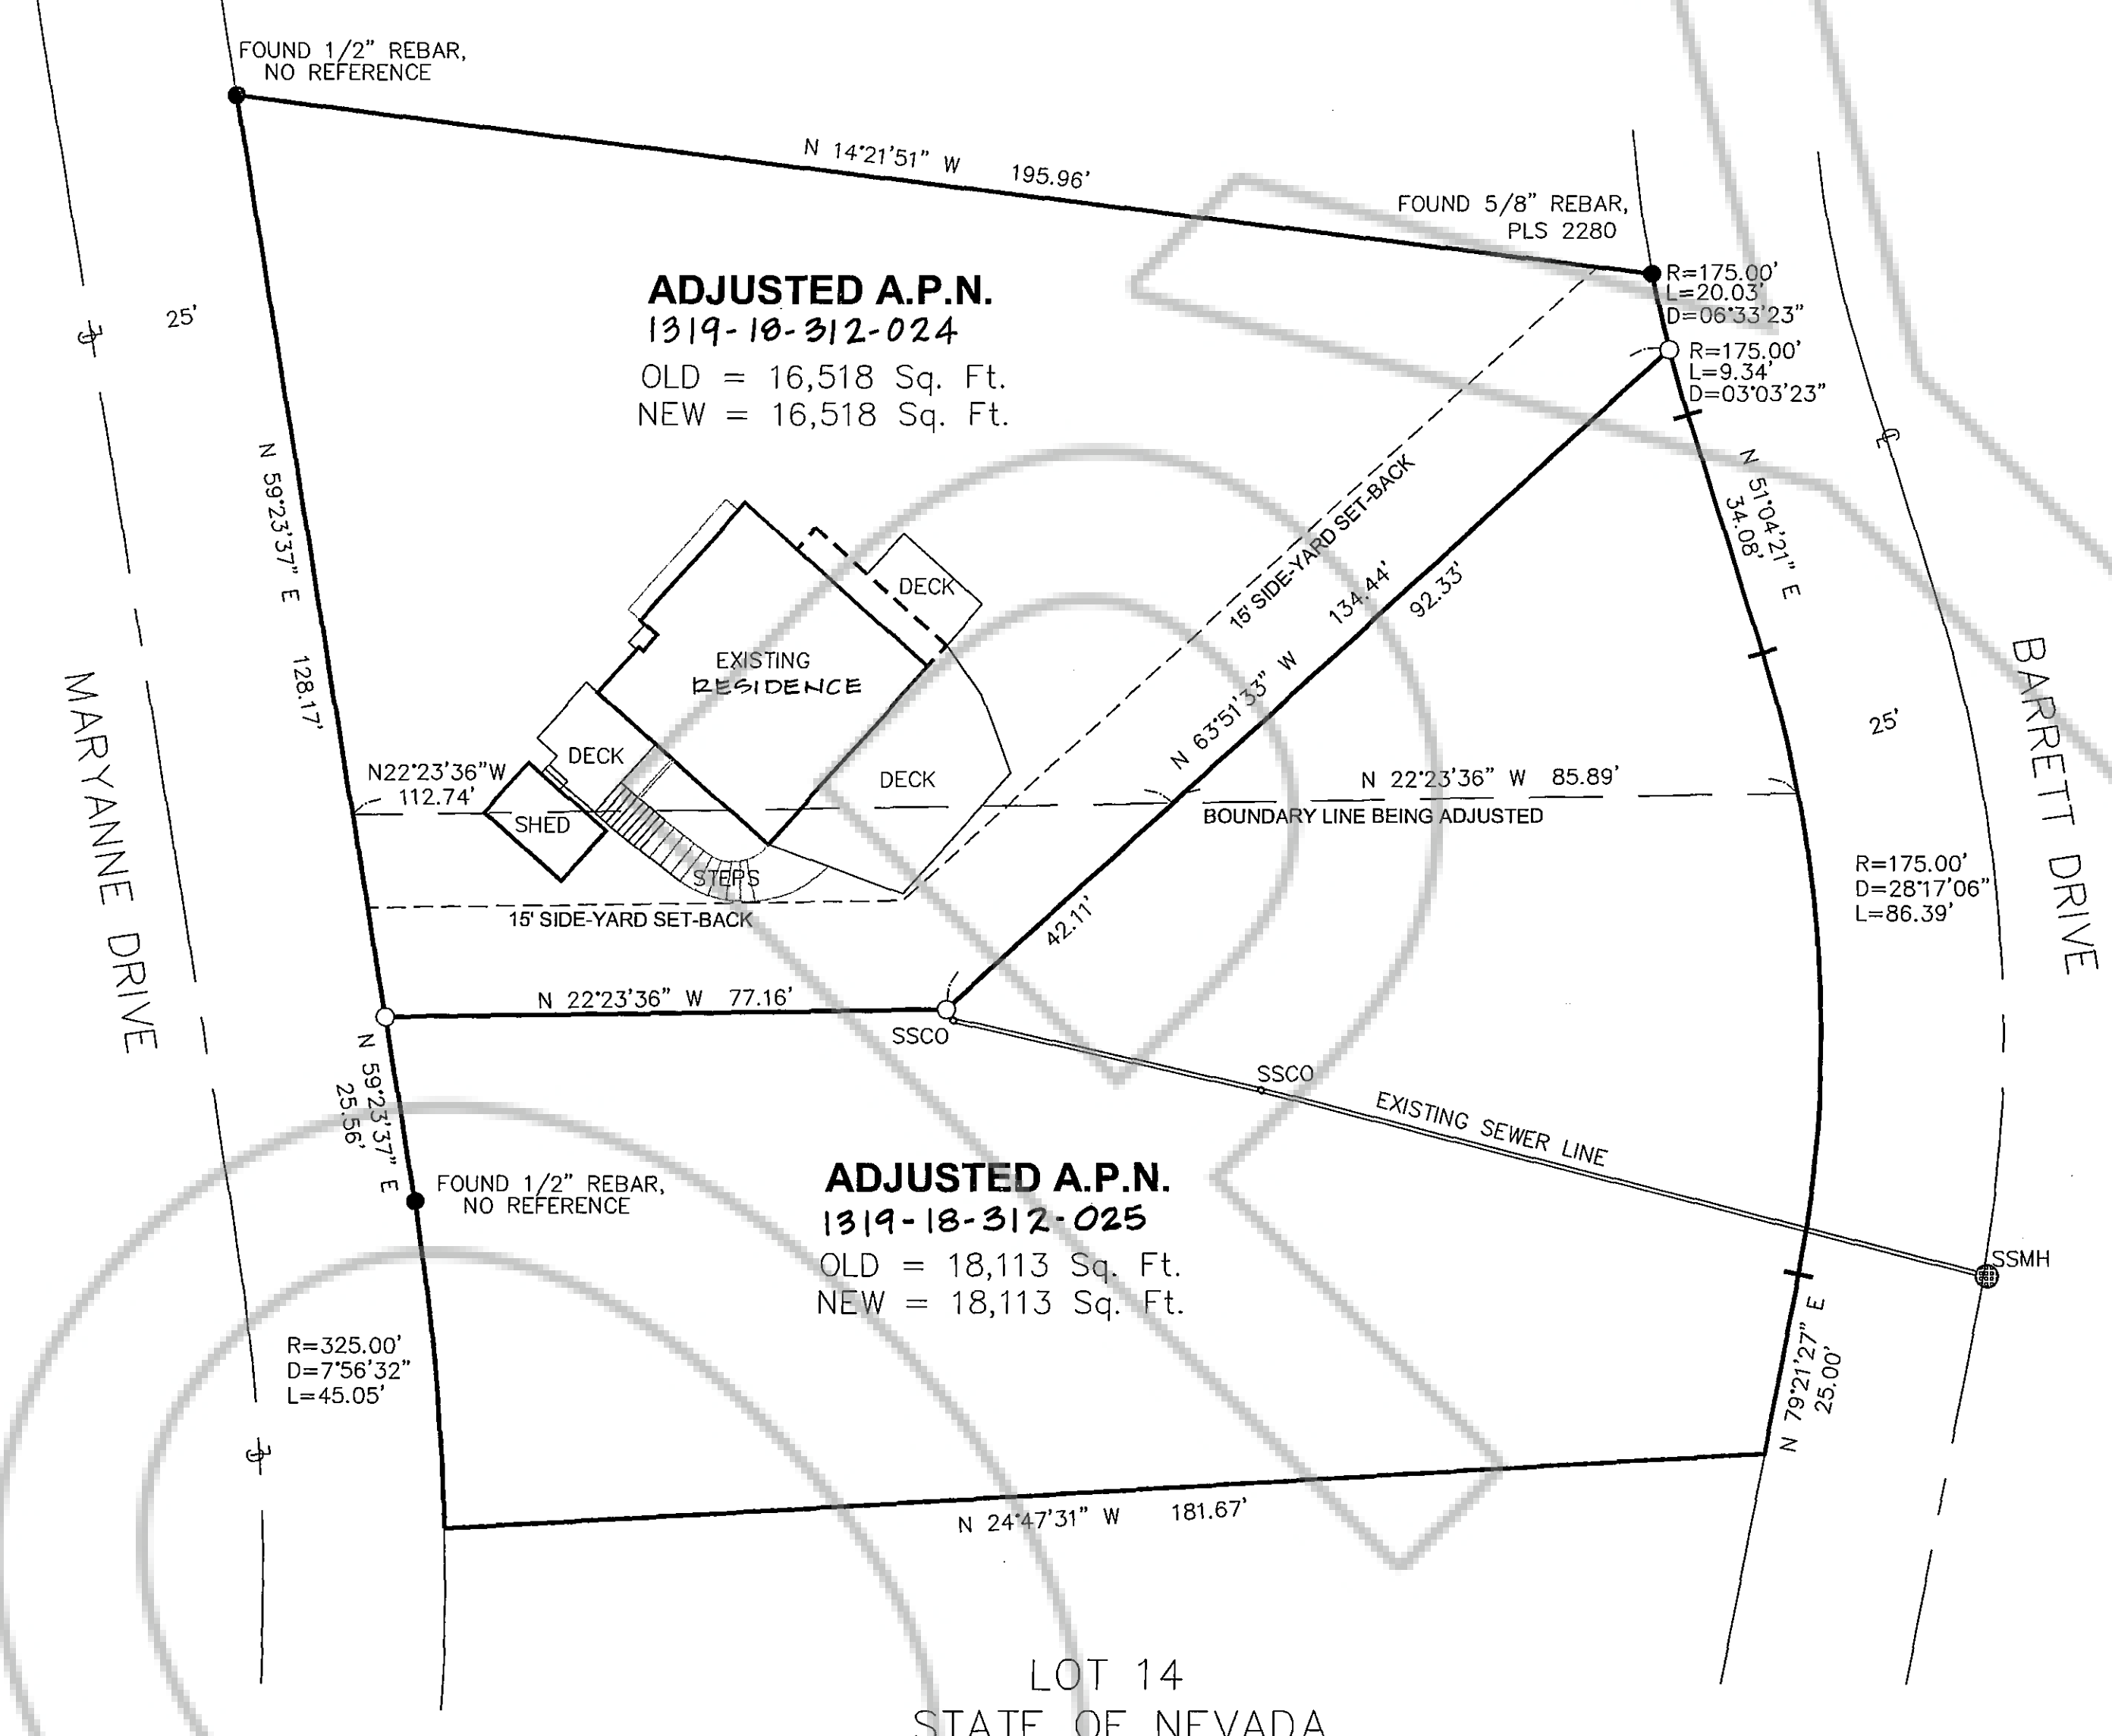 FOUND 1/2" REBAR,
NO REFERENCE
N 14°21'51" W 195.96'
FOUND 5/8" REBAR,
PLS 2280
R=175.00'
L=20.03'
D=06°33'23"
R=175.00'
L=9.34'
D=03°03'23"
25'
ADJUSTED A.P.N.
1319-18-312-024
OLD = 16,518 Sq. Ft.
NEW = 16,518 Sq. Ft.
N 59°23'37" E 128.17'
N 51°04'21" E
34.08'
15' SIDE-YARD SET-BACK
134.44'
92.33'
N 63°51'33" W
42.11'
DECK
EXISTING
RESIDENCE
DECK
DECK
SHED
STEPS
N22°23'36"W
112.74'
N 22°23'36" W 85.89'
BOUNDARY LINE BEING ADJUSTED
MARYANNE DRIVE
BARRETT DRIVE
25'
R=175.00'
D=28°17'06"
L=86.39'
15' SIDE-YARD SET-BACK
N 22°23'36" W 77.16'
SSCO
SSCO
EXISTING SEWER LINE
SSMH
N 59°23'37" E
25.56'
FOUND 1/2" REBAR,
NO REFERENCE
ADJUSTED A.P.N.
1319-18-312-025
OLD = 18,113 Sq. Ft.
NEW = 18,113 Sq. Ft.
R=325.00'
D=7°56'32"
L=45.05'
N 79°21'27" E
25.00'
N 24°47'31" W 181.67'
LOT 14
STATE OF NEVADA